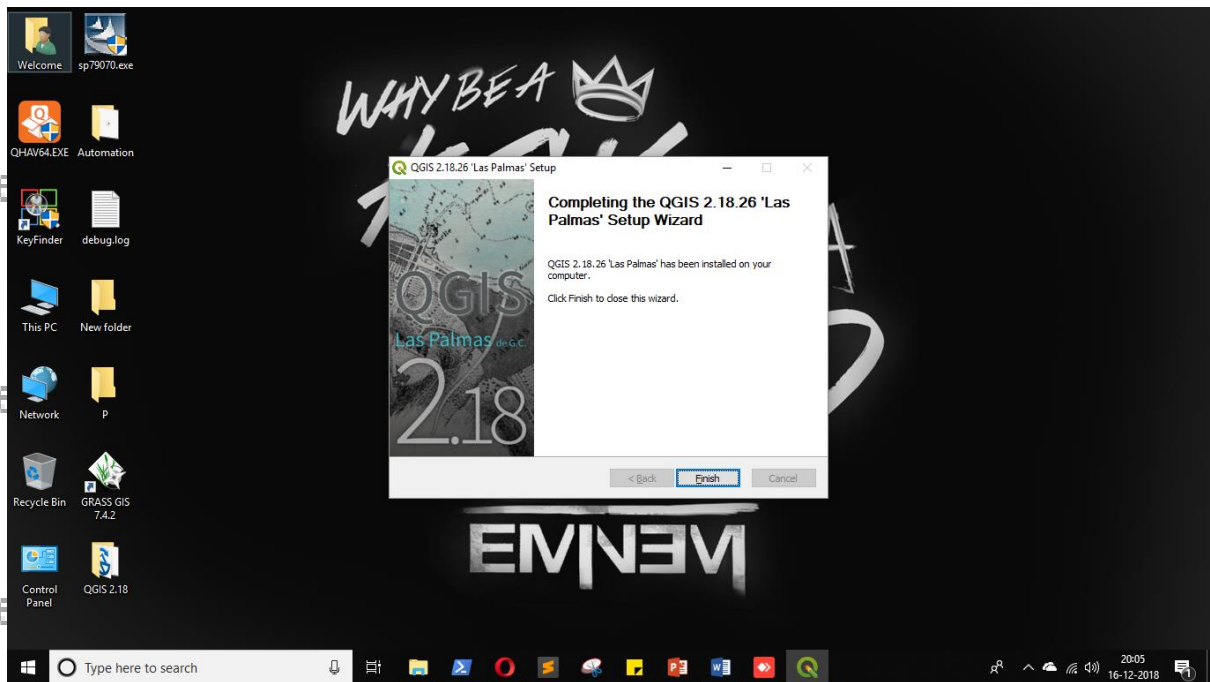 Welcome
sp79070.exe
QHAV64.EXE
Automation
KeyFinder
debug.log
This PC
New folder
Network
P
Recycle Bin
GRASS GIS
7.4.2
Control
Panel
QGIS 2.18
WHY BE A
QGIS 2.18.26 'Las Palmas' Setup
QGIS
Las Palmas de G.C.
2.18
Completing the QGIS 2.18.26 'Las
Palmas' Setup Wizard
QGIS 2.18.26 'Las Palmas' has been installed on your
computer.
Click Finish to close this wizard.
< Back
Finish
Cancel
EMINEM
Type here to search
20:05
16-12-2018
1